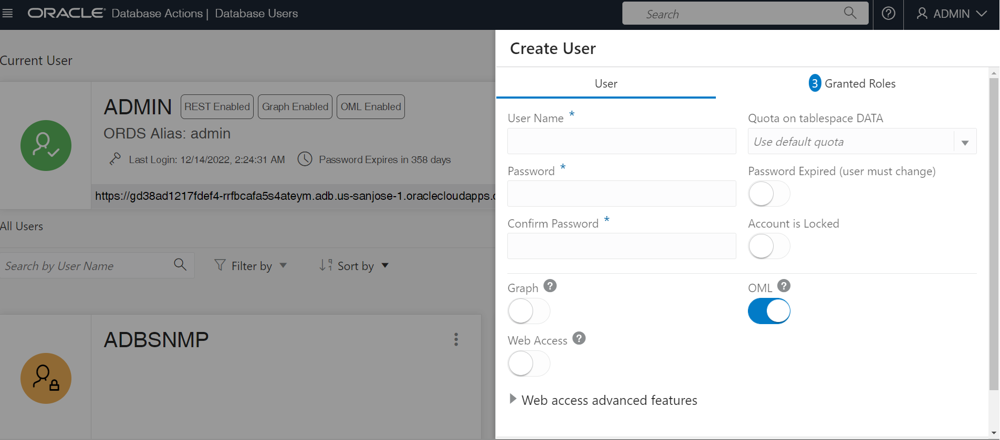 ORACLE Database Actions | Database Users
Search
ADMIN
Current User
ADMIN REST Enabled Graph Enabled OML Enabled
ORDS Alias: admin
Last Login: 12/14/2022, 2:24:31 AM Password Expires in 358 days
https://gd38ad1217fdef4-rrfbcafa5s4ateym.adb.us-sanjose-1.oraclecloudapps.
All Users
Search by User Name
Filter by
Sort by
ADBSNMP
Create User
User
3 Granted Roles
User Name *
Quota on tablespace DATA
Use default quota
Password *
Password Expired (user must change)
Confirm Password *
Account is Locked
Graph ?
OML ?
Web Access ?
Web access advanced features